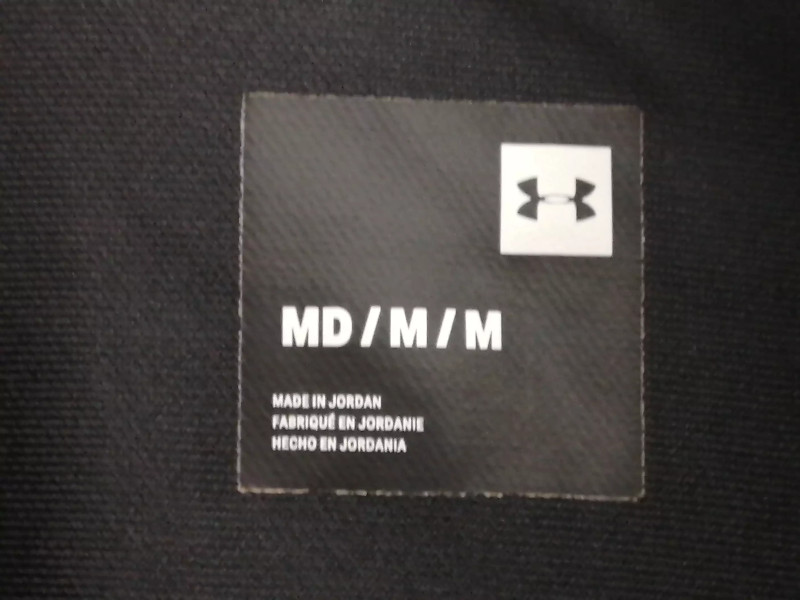 MD / M / M
MADE IN JORDAN
FABRIQUÉ EN JORDANIE
HECHO EN JORDANIA